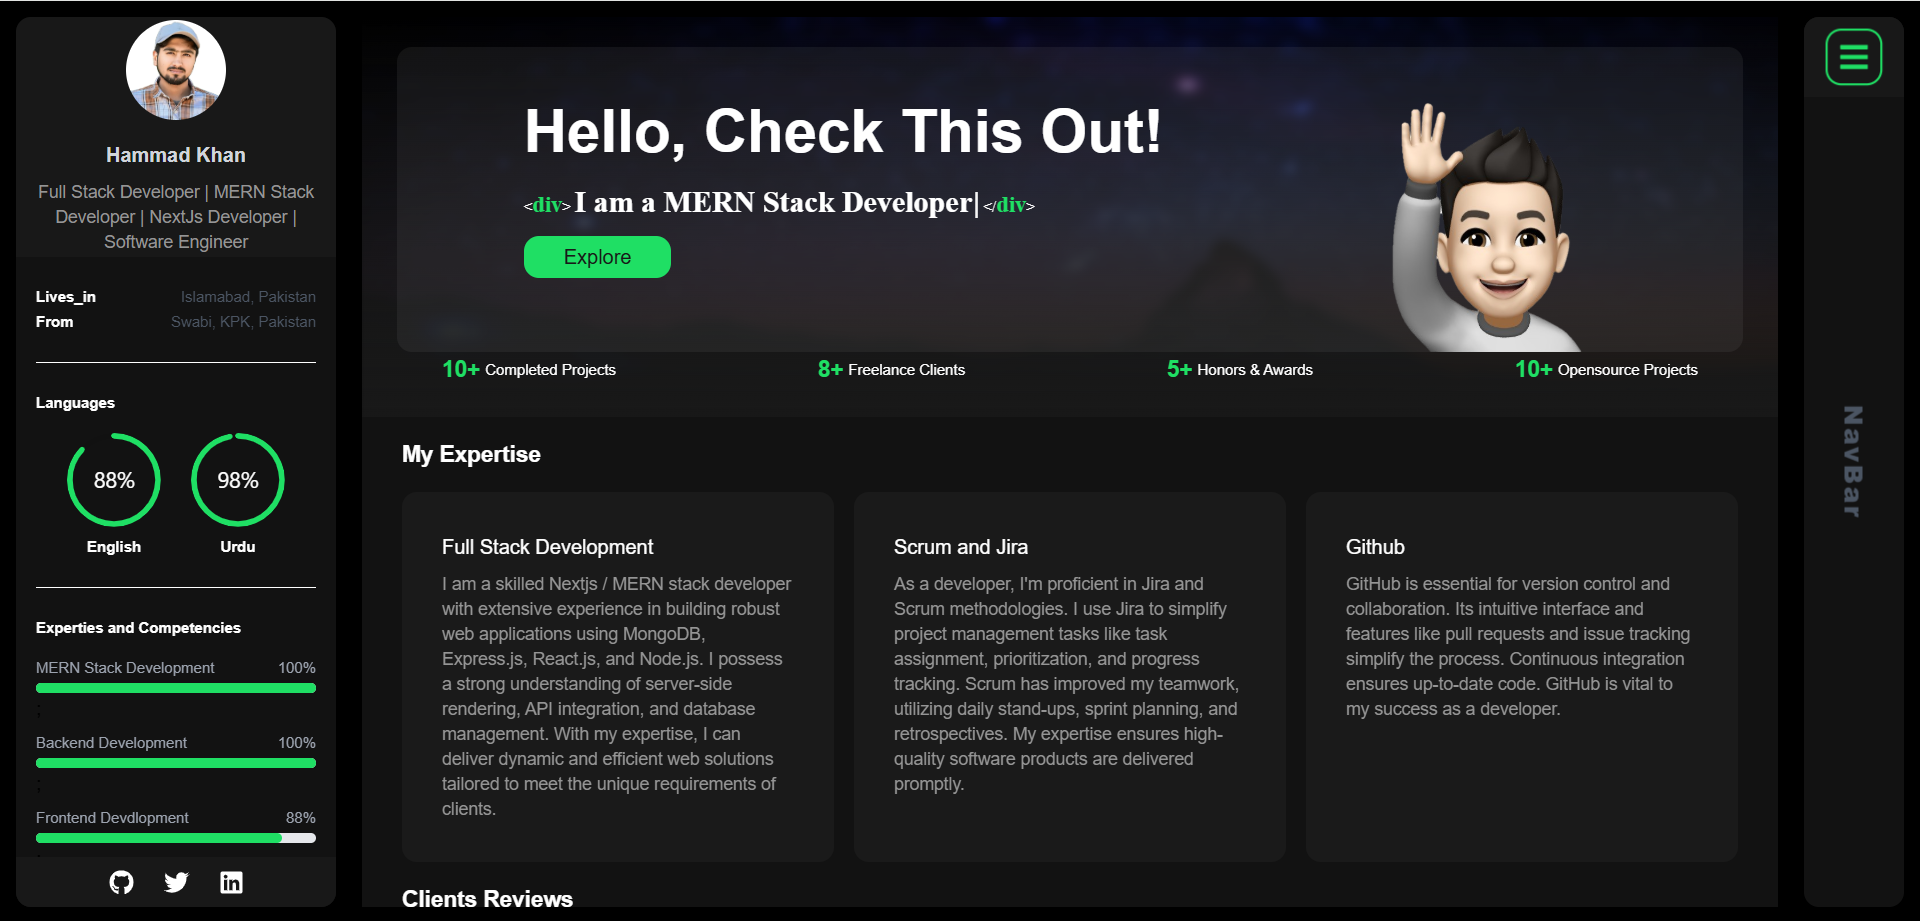 Hammad Khan
Full Stack Developer | MERN Stack
Developer | NextJs Developer |
Software Engineer
Lives_in Islamabad, Pakistan
From Swabi, KPK, Pakistan
Languages
88% 98%
English Urdu
Experties and Competencies
MERN Stack Development 100%
;
Backend Development 100%
;
Frontend Devdlopment 88%
Hello, Check This Out!
<div> I am a MERN Stack Developer| </div>
Explore
10+ Completed Projects 8+ Freelance Clients 5+ Honors & Awards 10+ Opensource Projects
My Expertise
Full Stack Development
I am a skilled Nextjs / MERN stack developer
with extensive experience in building robust
web applications using MongoDB,
Express.js, React.js, and Node.js. I possess
a strong understanding of server-side
rendering, API integration, and database
management. With my expertise, I can
deliver dynamic and efficient web solutions
tailored to meet the unique requirements of
clients.
Scrum and Jira
As a developer, I'm proficient in Jira and
Scrum methodologies. I use Jira to simplify
project management tasks like task
assignment, prioritization, and progress
tracking. Scrum has improved my teamwork,
utilizing daily stand-ups, sprint planning, and
retrospectives. My expertise ensures high-
quality software products are delivered
promptly.
Github
GitHub is essential for version control and
collaboration. Its intuitive interface and
features like pull requests and issue tracking
simplify the process. Continuous integration
ensures up-to-date code. GitHub is vital to
my success as a developer.
Clients Reviews
NavBar